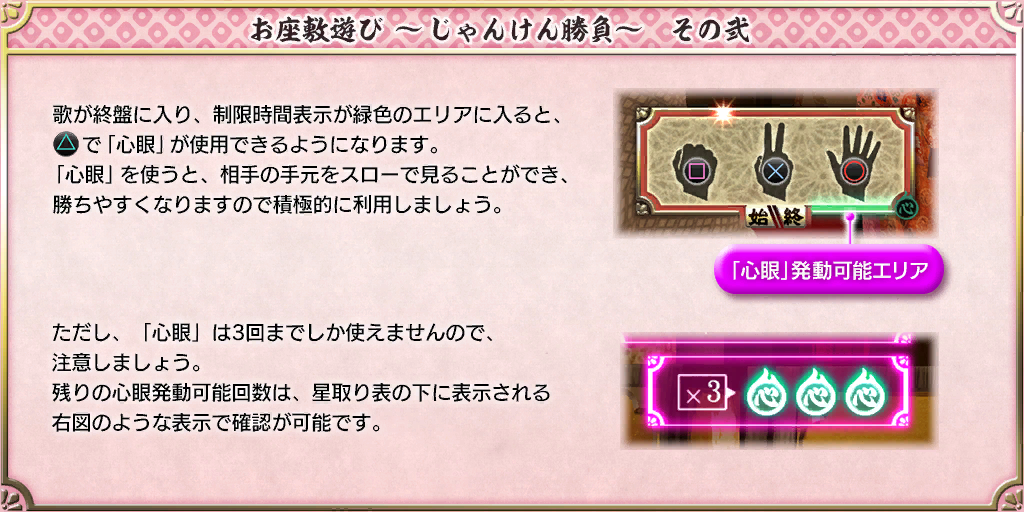 お座敷遊び ～じゃんけん勝負～　その弐
歌が終盤に入り、制限時間表示が緑色のエリアに入ると、
△で「心眼」が使用できるようになります。
「心眼」を使うと、相手の手元をスローで見ることができ、
勝ちやすくなりますので積極的に利用しましょう。
始 終 心
「心眼」発動可能エリア
ただし、「心眼」は3回までしか使えませんので、
注意しましょう。
残りの心眼発動可能回数は、星取り表の下に表示される
右図のような表示で確認が可能です。
×3 心 心 心